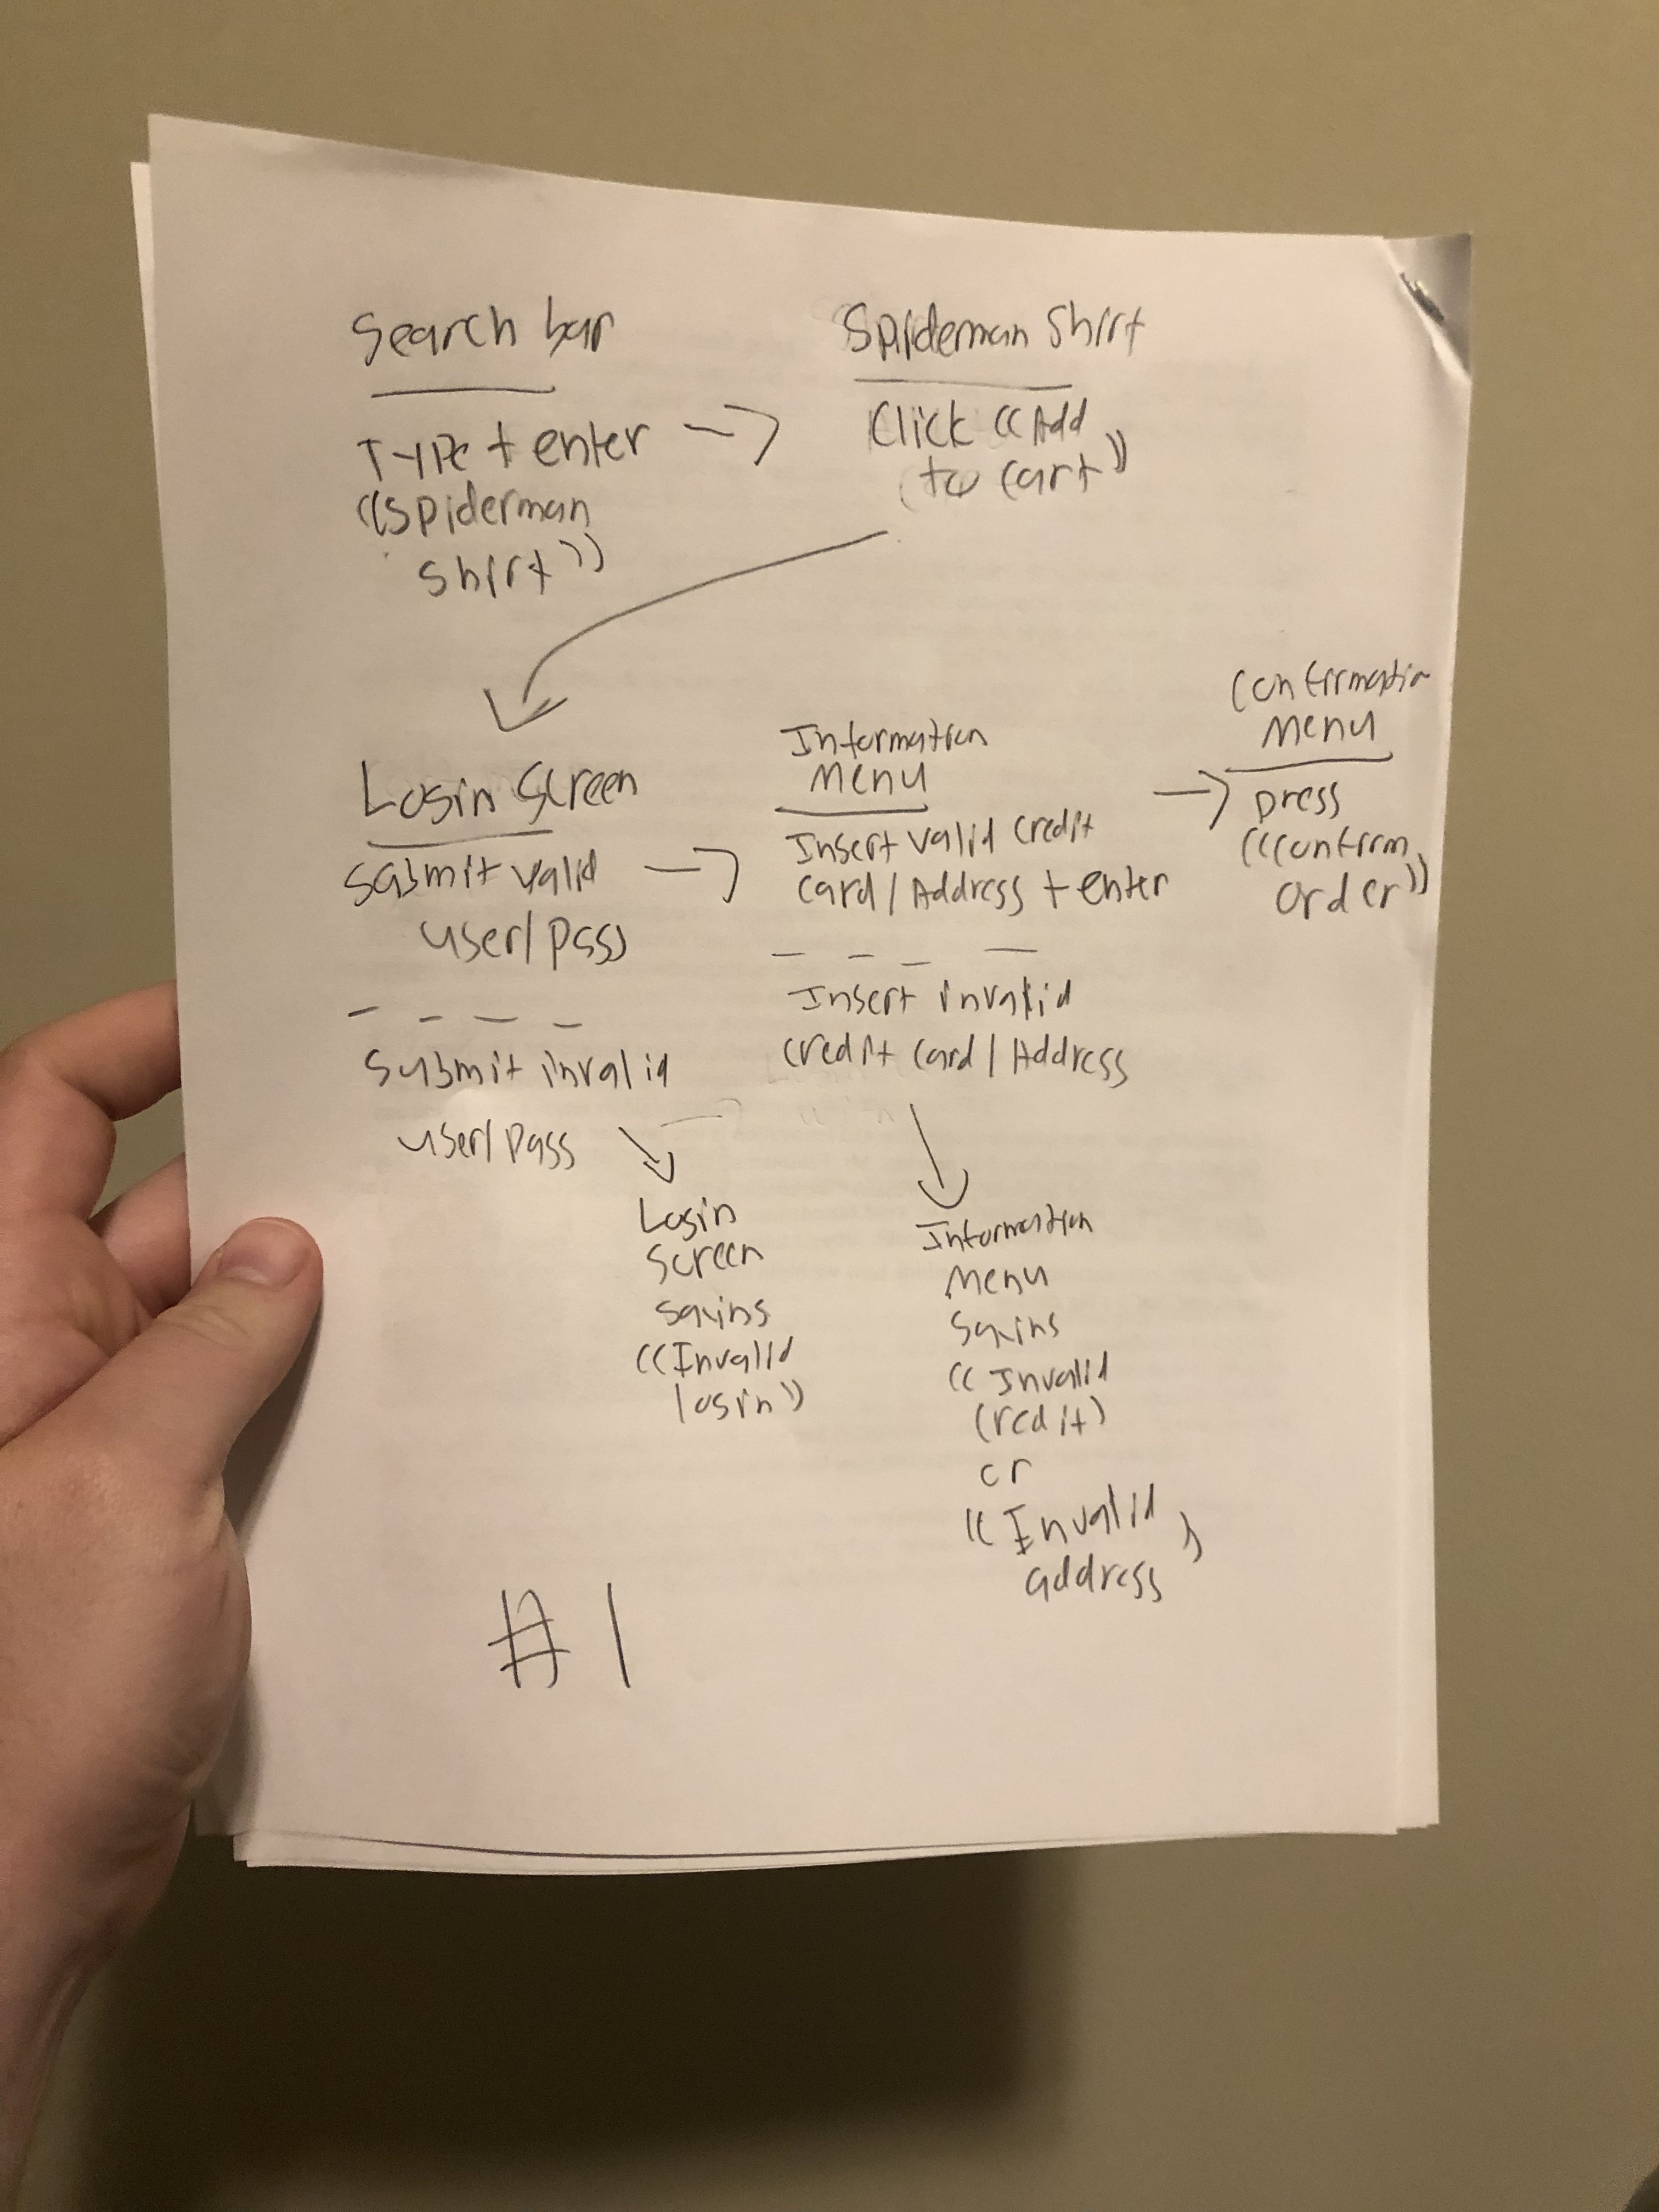 Search bar
Type + enter
"Spiderman
Shirt"
Spiderman Shirt
Click "Add
to cart"
Login Screen
Submit valid
user/pass
Submit invalid
user/pass
Login
Screen
saying
"Invalid
login"
Information
Menu
Insert valid credit
card/Address + enter
Insert invalid
credit card/Address
Information
Menu
Saying
"Invalid
credit"
or
"Invalid
address"
Confirmation
Menu
press
"Confirm
order"
#1